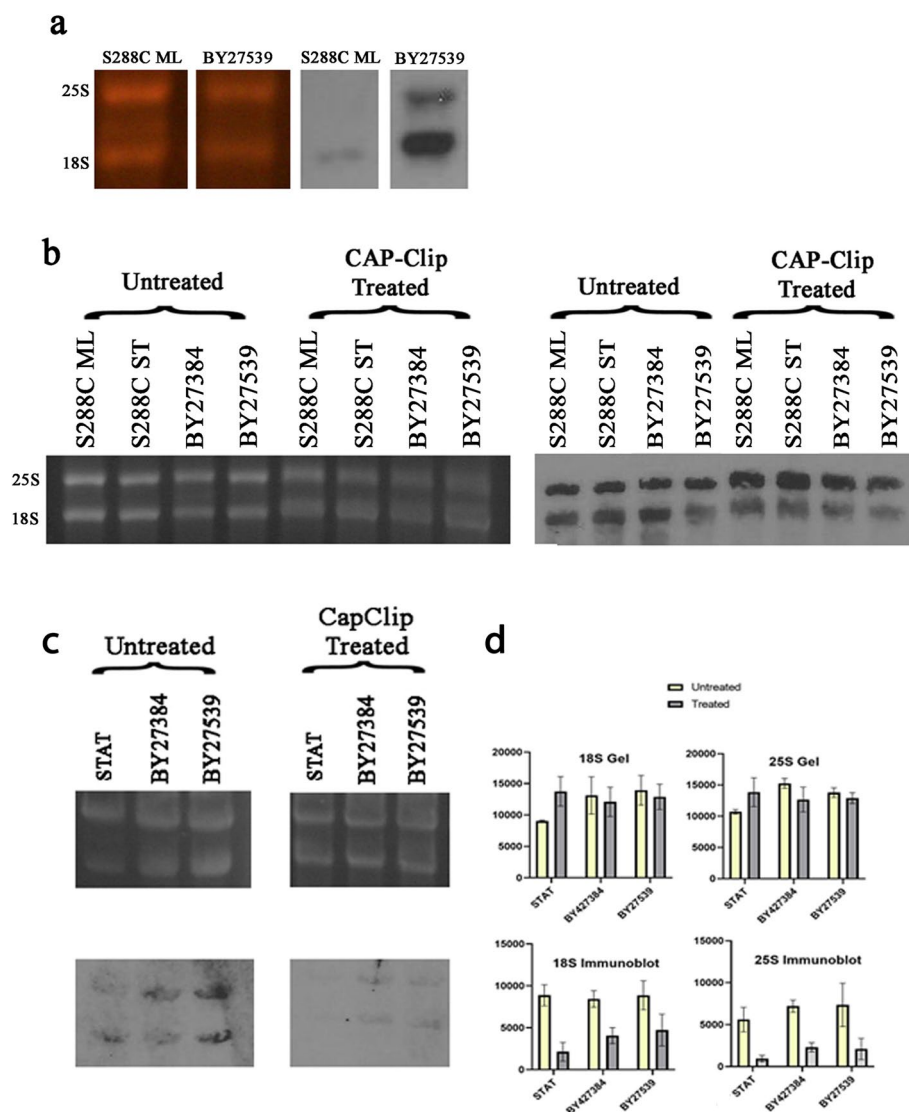 a
S288C ML BY27539 S288C ML BY27539
25S
18S
b
Untreated
CAP-Clip
Treated
Untreated
CAP-Clip
Treated
S288C ML
S288C ST
BY27384
BY27539
S288C ML
S288C ST
BY27384
BY27539
S288C ML
S288C ST
BY27384
BY27539
S288C ML
S288C ST
BY27384
BY27539
25S
18S
c
Untreated
CapClip
Treated
STAT
BY27384
BY27539
STAT
BY27384
BY27539
d
Untreated
Treated
18S Gel
20000
15000
10000
5000
0
STAT
BY427384
BY27539
25S Gel
20000
15000
10000
5000
0
STAT
BY427384
BY27539
18S Immunoblot
15000
10000
5000
0
STAT
BY427384
BY27539
25S Immunoblot
15000
10000
5000
0
STAT
BY427384
BY27539